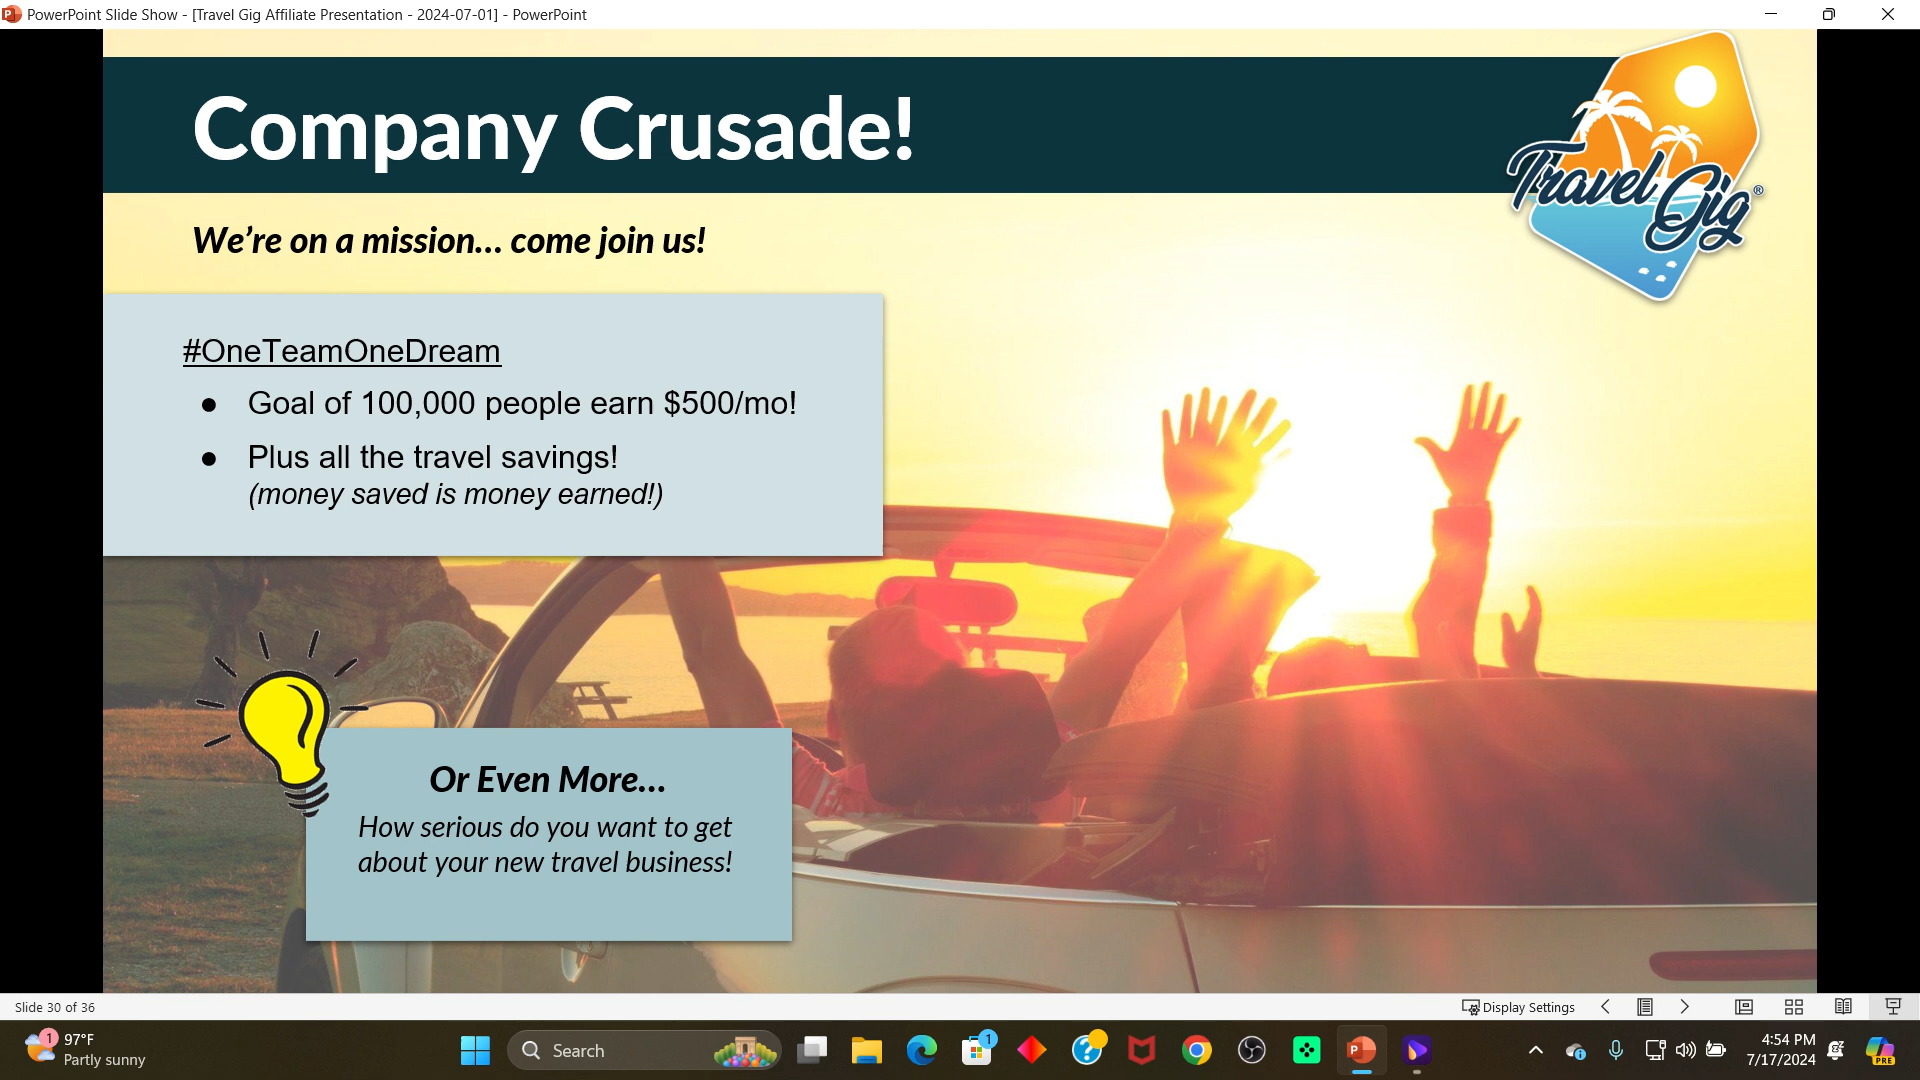 PowerPoint Slide Show - [Travel Gig Affiliate Presentation - 2024-07-01] - PowerPoint
Company Crusade!
Travel Gig®
We're on a mission... come join us!
#OneTeamOneDream
● Goal of 100,000 people earn $500/mo!
● Plus all the travel savings!
(money saved is money earned!)
Or Even More...
How serious do you want to get
about your new travel business!
Slide 30 of 36
Display Settings
1
97°F
Partly sunny
Search
1
4:54 PM
7/17/2024
PRE